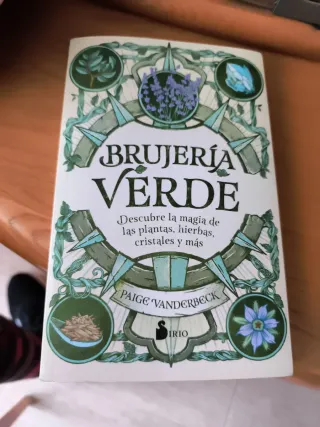 BRUJERÍA
VERDE
Descubre la magia de
las plantas, hierbas,
cristales y más
PAIGE VANDERBECK
SIRIO